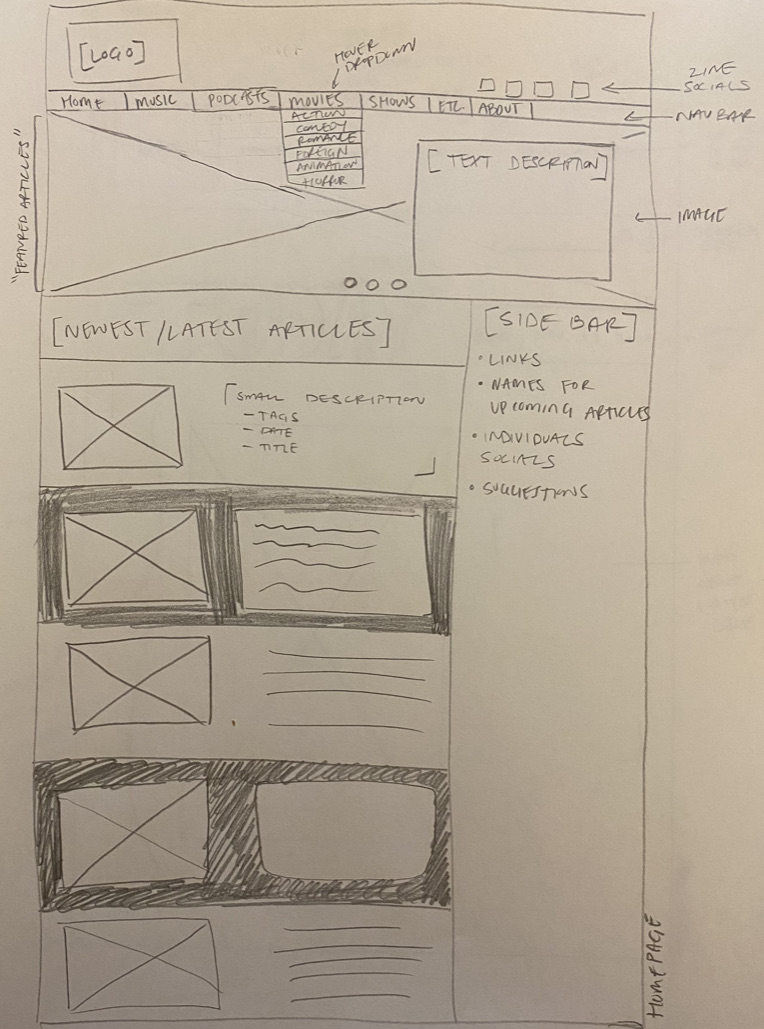 [LOGO]
HOVER
DROPDOWN
ZINE
SOCIALS
HOME | MUSIC | PODCASTS | MOVIES | SHOWS | ETC | ABOUT |
NAV BAR
ACTION
COMEDY
ROMANCE
FOREIGN
ANIMATION
HORROR
"FEATURED ARTICLES"
[TEXT DESCRIPTION]
IMAGE
[NEWEST/LATEST ARTICLES]
[SIDE BAR]
• LINKS
• NAMES FOR
UPCOMING ARTICLES
• INDIVIDUALS
SOCIALS
• SUGGESTIONS
[SMALL DESCRIPTION
- TAGS
- DATE
- TITLE
]
HOMEPAGE